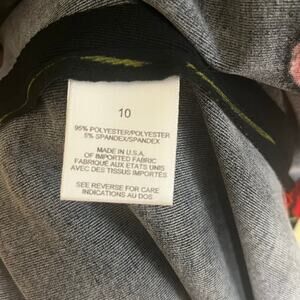 10
95% POLYESTER/POLYESTER
5% SPANDEX/SPANDEX
MADE IN U.S.A.
OF IMPORTED FABRIC
FABRIQUÉ AUX ETATS UNIS
AVEC DES TISSUS IMPORTÉS
SEE REVERSE FOR CARE
INDICATIONS AU DOS